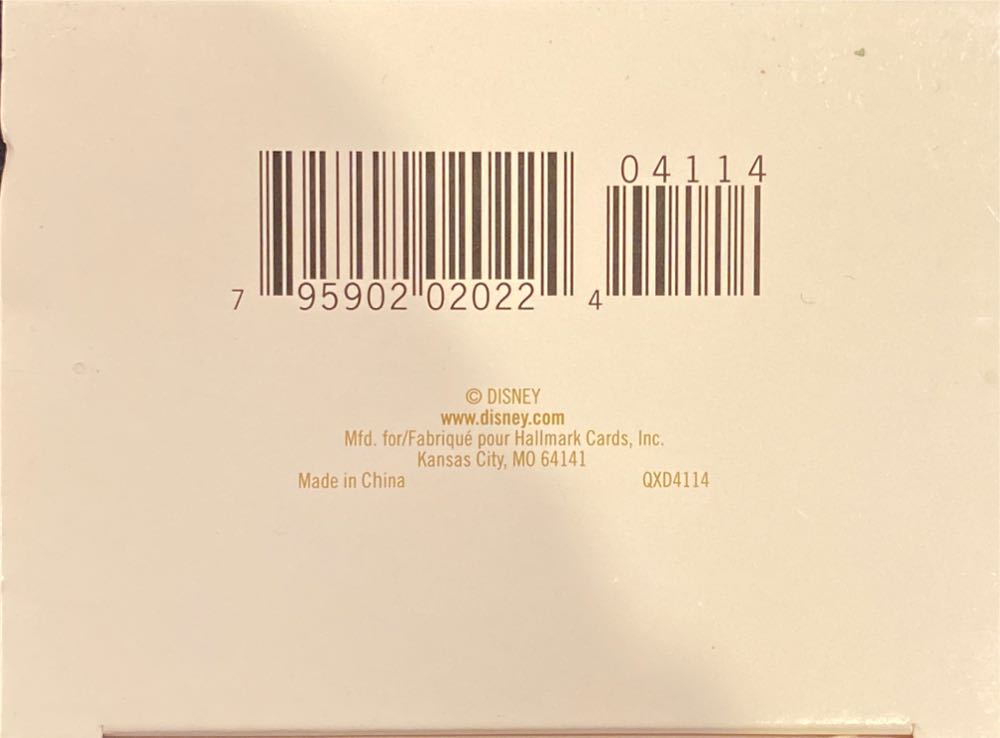 04114
7 95902 02022 4
© DISNEY
www.disney.com
Mfd. for/Fabriqué pour Hallmark Cards, Inc.
Kansas City, MO 64141
Made in China QXD4114